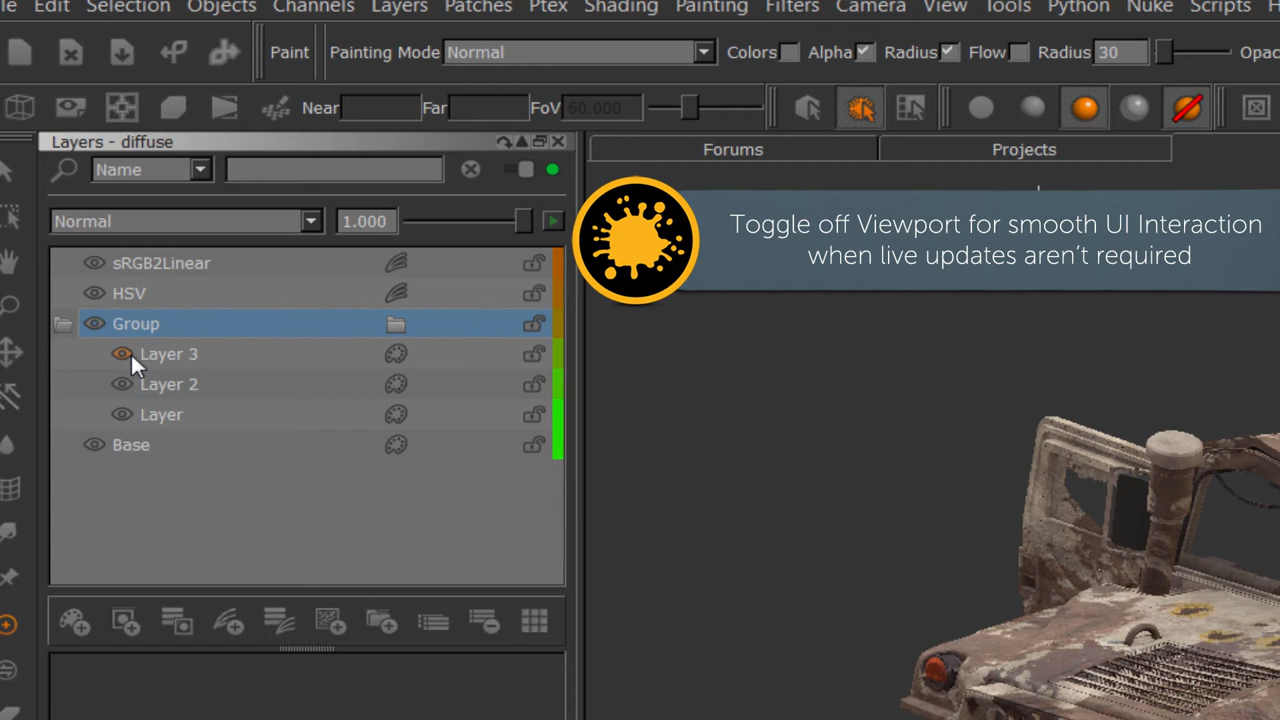 le Edit Selection Objects Channels Layers Patches Ptex Shading Painting Filters Camera View Tools Python Nuke Scripts H
Paint Painting Mode Normal Colors Alpha Radius Flow Radius 30 Opac
Near Far FoV 60.000
Layers - diffuse
Forums Projects
Name
Normal 1.000
Toggle off Viewport for smooth UI Interaction
when live updates aren't required
sRGB2Linear
HSV
Group
Layer 3
Layer 2
Layer
Base